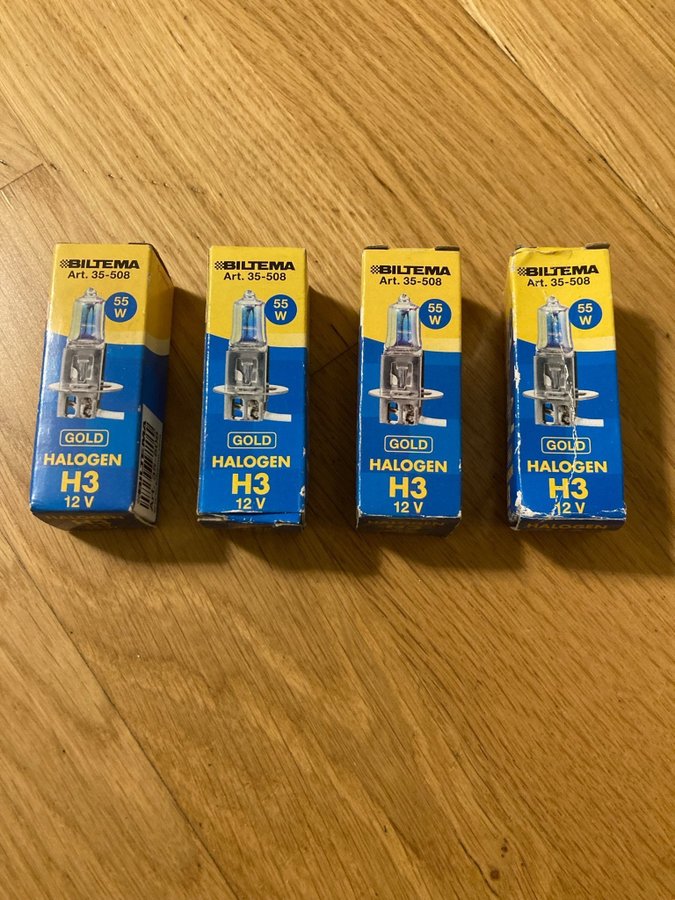 BILTEMA
Art. 35-508
55
W
GOLD
HALOGEN
H3
12 V
BILTEMA
Art. 35-508
55
W
GOLD
HALOGEN
H3
12 V
BILTEMA
Art. 35-508
55
W
GOLD
HALOGEN
H3
12 V
BILTEMA
Art. 35-508
55
W
GOLD
HALOGEN
H3
12 V
HALOGEN